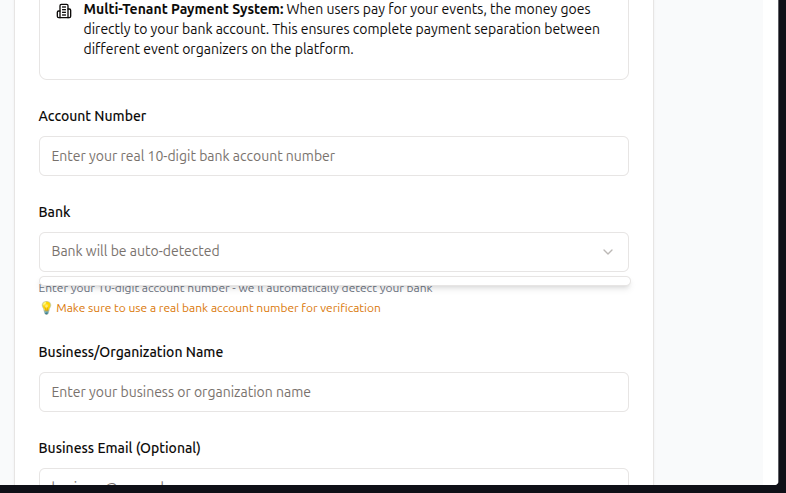 Multi-Tenant Payment System: When users pay for your events, the money goes
directly to your bank account. This ensures complete payment separation between
different event organizers on the platform.
Account Number
Enter your real 10-digit bank account number
Bank
Bank will be auto-detected
Enter your 10-digit account number - we'll automatically detect your bank
💡 Make sure to use a real bank account number for verification
Business/Organization Name
Enter your business or organization name
Business Email (Optional)